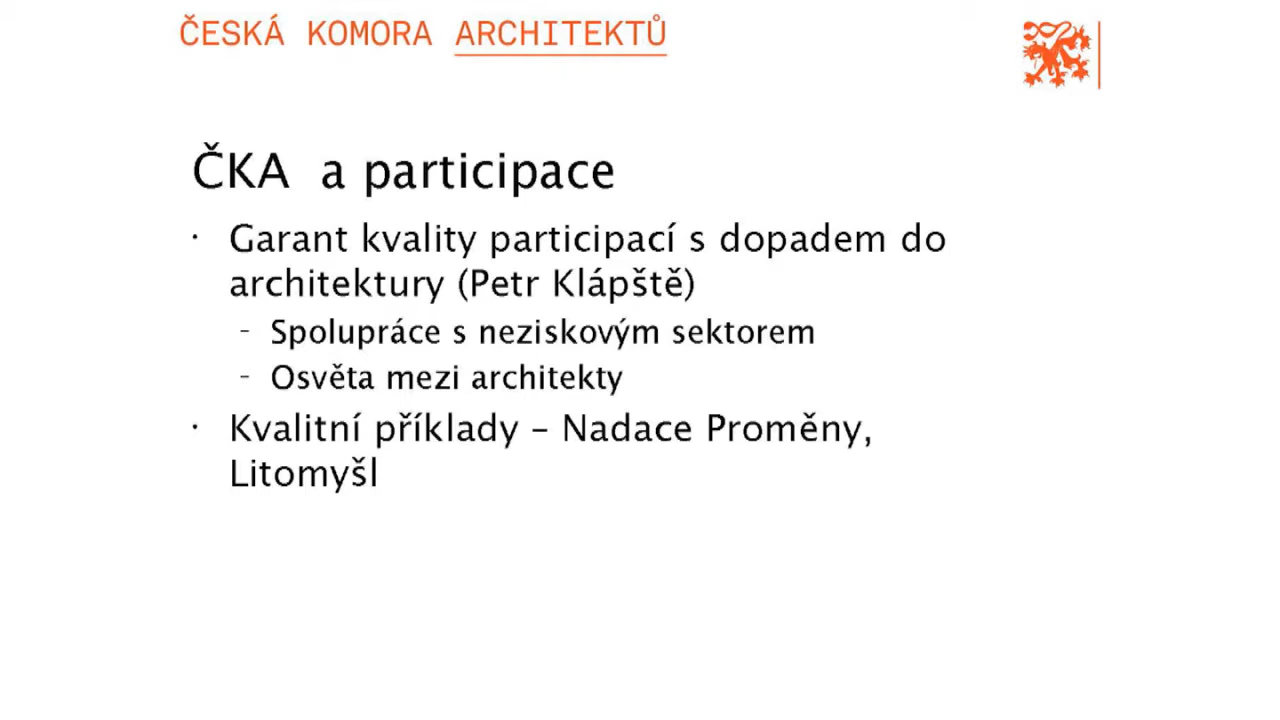 ČESKÁ KOMORA ARCHITEKTŮ
ČKA a participace
· Garant kvality participací s dopadem do
architektury (Petr Klápště)
- Spolupráce s neziskovým sektorem
- Osvěta mezi architekty
· Kvalitní příklady – Nadace Proměny,
Litomyšl